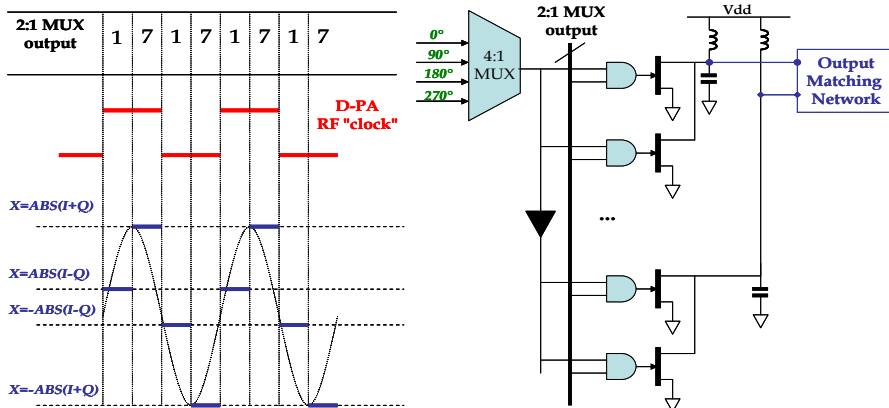 2:1 MUX
output
1 7 1 7 1 7 1 7
D-PA
RF "clock"
X=ABS(I+Q)
X=ABS(I-Q)
X=-ABS(I-Q)
X=-ABS(I+Q)
0°
90°
180°
270°
4:1
MUX
2:1 MUX
output
...
Vdd
Output
Matching
Network